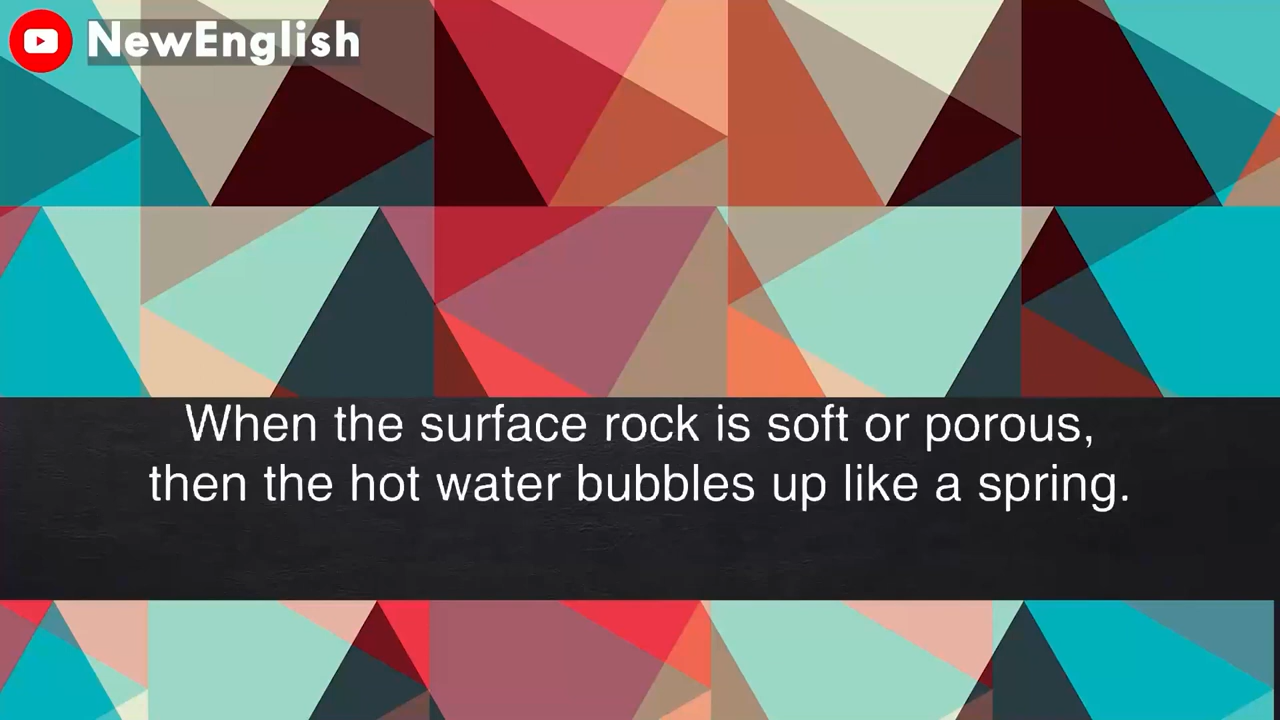 NewEnglish
When the surface rock is soft or porous,
then the hot water bubbles up like a spring.